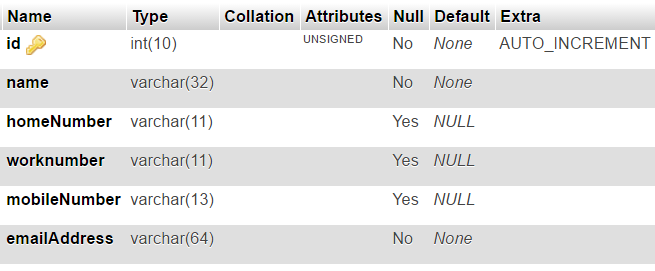 Name Type Collation Attributes Null Default Extra
id int(10) UNSIGNED No None AUTO_INCREMENT
name varchar(32) No None
homeNumber varchar(11) Yes NULL
worknumber varchar(11) Yes NULL
mobileNumber varchar(13) Yes NULL
emailAddress varchar(64) No None